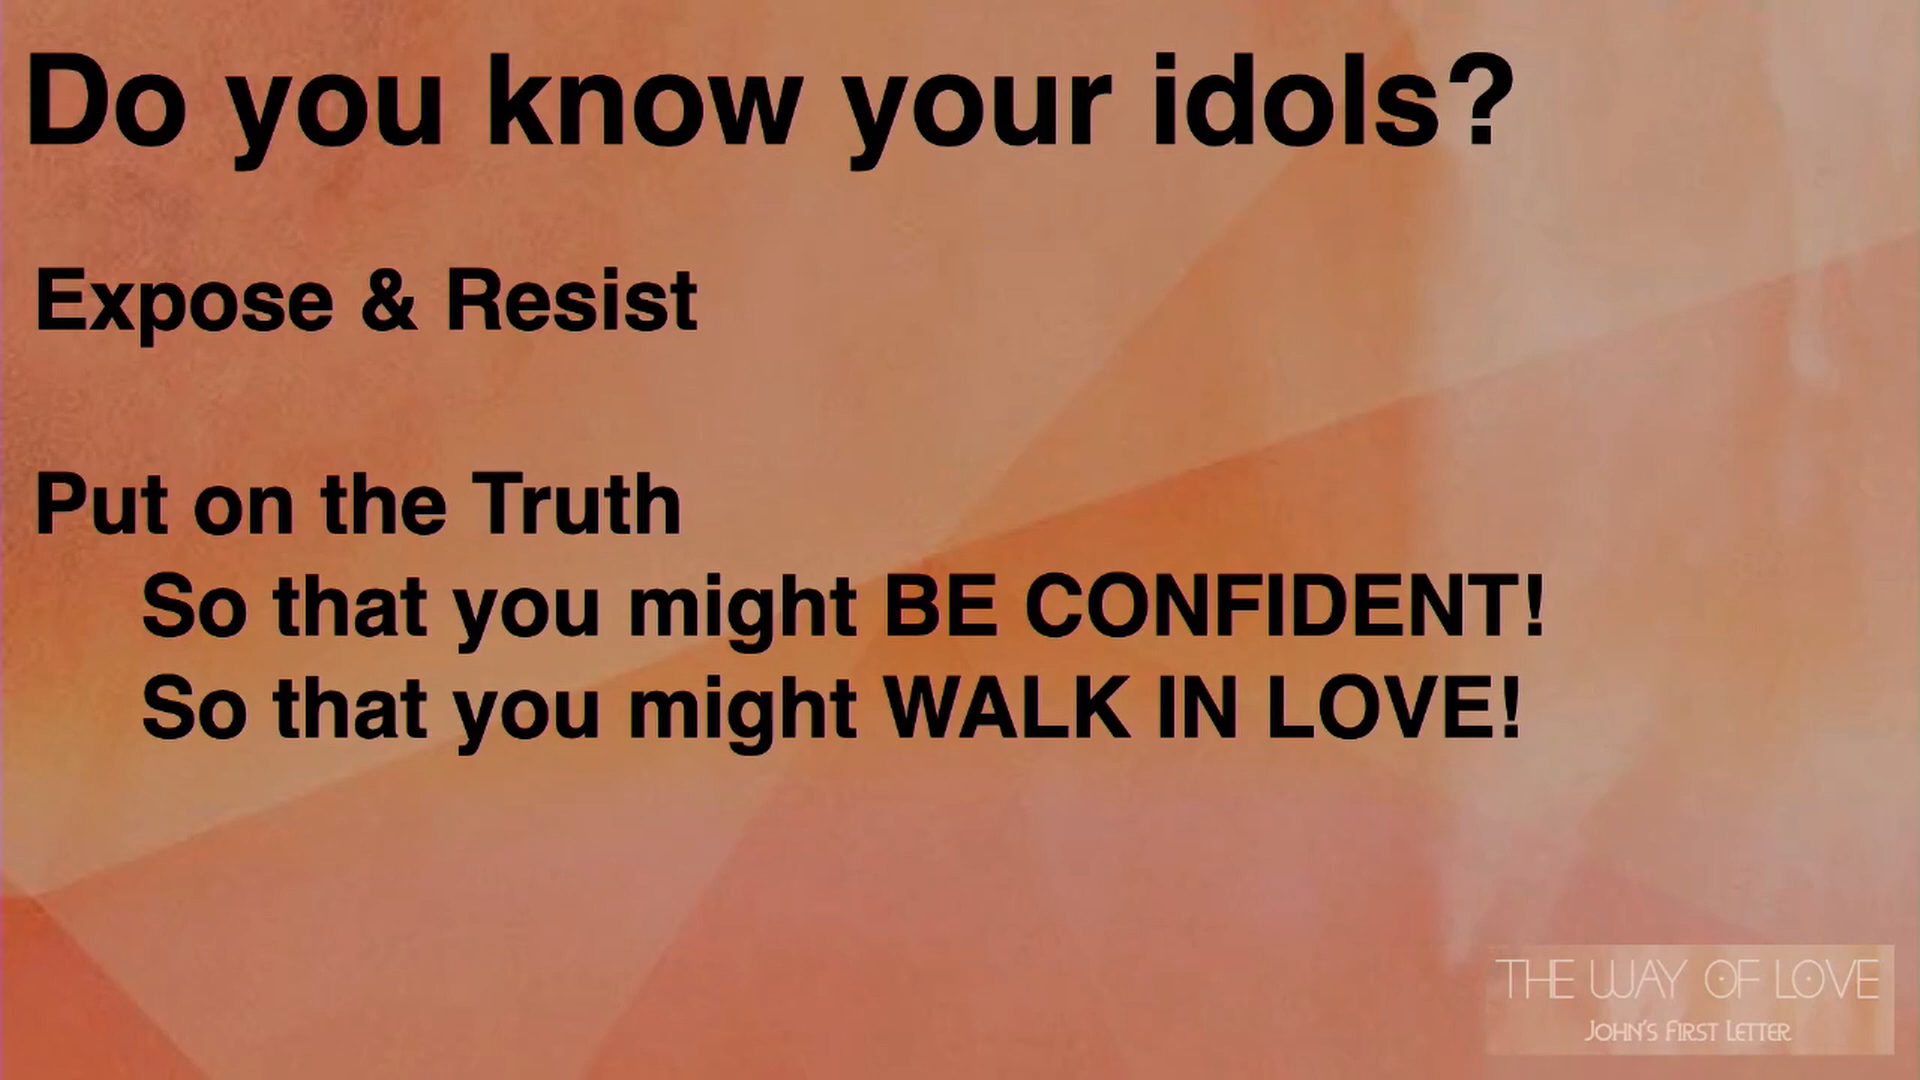 Do you know your idols?
Expose & Resist
Put on the Truth
So that you might BE CONFIDENT!
So that you might WALK IN LOVE!
THE WAY OF LOVE
JOHN'S FIRST LETTER